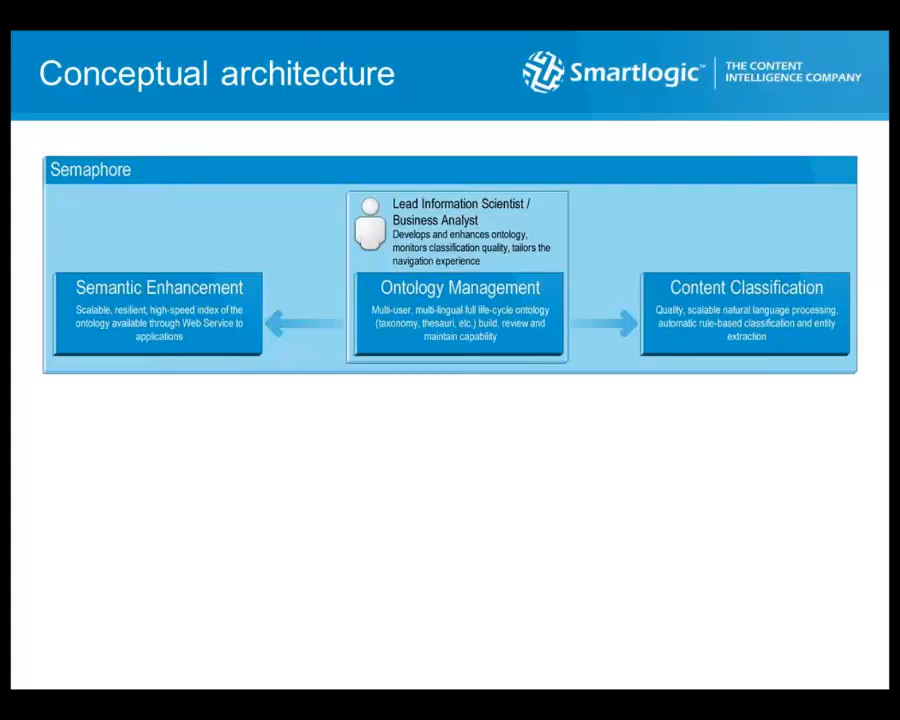 Conceptual architecture
Smartlogic™
THE CONTENT
INTELLIGENCE COMPANY
Semaphore
Lead Information Scientist /
Business Analyst
Develops and enhances ontology,
monitors classification quality, tailors the
navigation experience
Semantic Enhancement
Scalable, resilient, high-speed index of the
ontology available through Web Service to
applications
Ontology Management
Multi-user, multi-lingual full life-cycle ontology
(taxonomy, thesauri, etc.) build, review and
maintain capability
Content Classification
Quality, scalable natural language processing,
automatic rule-based classification and entity
extraction